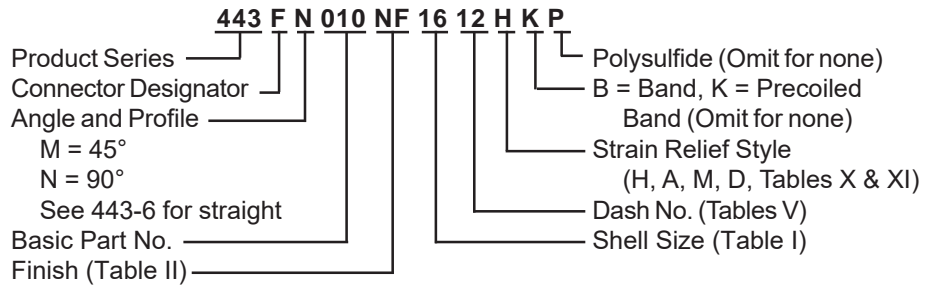 443 F N 010 NF 16 12 H K P
Product Series
Connector Designator
Angle and Profile
M = 45°
N = 90°
See 443-6 for straight
Basic Part No.
Finish (Table II)
Polysulfide (Omit for none)
B = Band, K = Precoiled
Band (Omit for none)
Strain Relief Style
(H, A, M, D, Tables X & XI)
Dash No. (Tables V)
Shell Size (Table I)